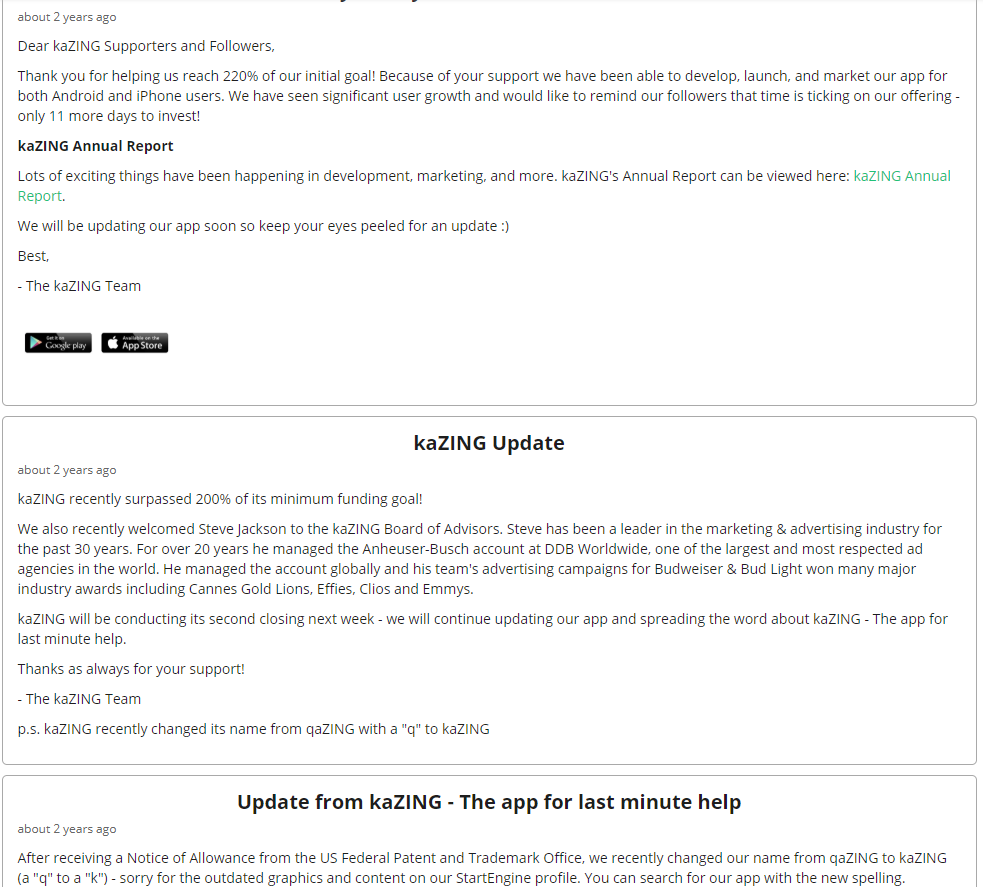 about 2 years ago
Dear kaZING Supporters and Followers,
Thank you for helping us reach 220% of our initial goal! Because of your support we have been able to develop, launch, and market our app for
both Android and iPhone users. We have seen significant user growth and would like to remind our followers that time is ticking on our offering -
only 11 more days to invest!
kaZING Annual Report
Lots of exciting things have been happening in development, marketing, and more. kaZING's Annual Report can be viewed here: kaZING Annual
Report.
We will be updating our app soon so keep your eyes peeled for an update :)
Best,
- The kaZING Team
Get it on
Google play
Available on the
App Store
kaZING Update
about 2 years ago
kaZING recently surpassed 200% of its minimum funding goal!
We also recently welcomed Steve Jackson to the kaZING Board of Advisors. Steve has been a leader in the marketing & advertising industry for
the past 30 years. For over 20 years he managed the Anheuser-Busch account at DDB Worldwide, one of the largest and most respected ad
agencies in the world. He managed the account globally and his team's advertising campaigns for Budweiser & Bud Light won many major
industry awards including Cannes Gold Lions, Effies, Clios and Emmys.
kaZING will be conducting its second closing next week - we will continue updating our app and spreading the word about kaZING - The app for
last minute help.
Thanks as always for your support!
- The kaZING Team
p.s. kaZING recently changed its name from qaZING with a "q" to kaZING
Update from kaZING - The app for last minute help
about 2 years ago
After receiving a Notice of Allowance from the US Federal Patent and Trademark Office, we recently changed our name from qaZING to kaZING
(a "q" to a "k") - sorry for the outdated graphics and content on our StartEngine profile. You can search for our app with the new spelling.